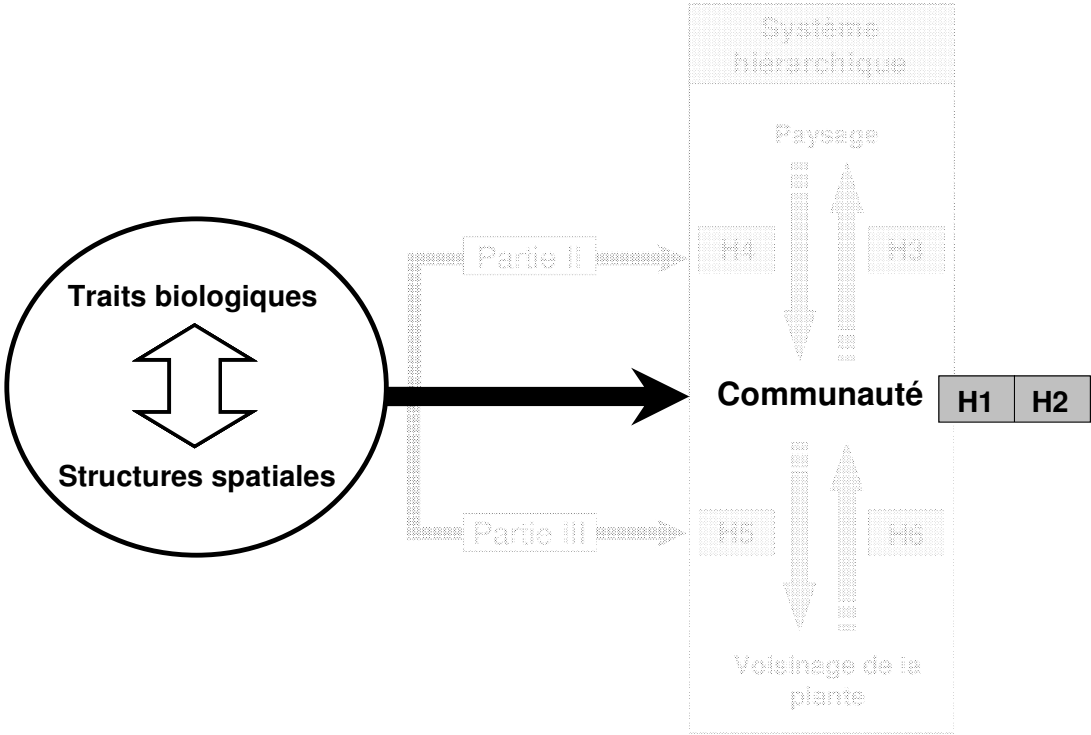 Système
hiérarchique
Paysage
Partie II
H4
H3
Traits biologiques
Communauté
H1
H2
Structures spatiales
Partie III
H5
H6
Voisinage de la
plante